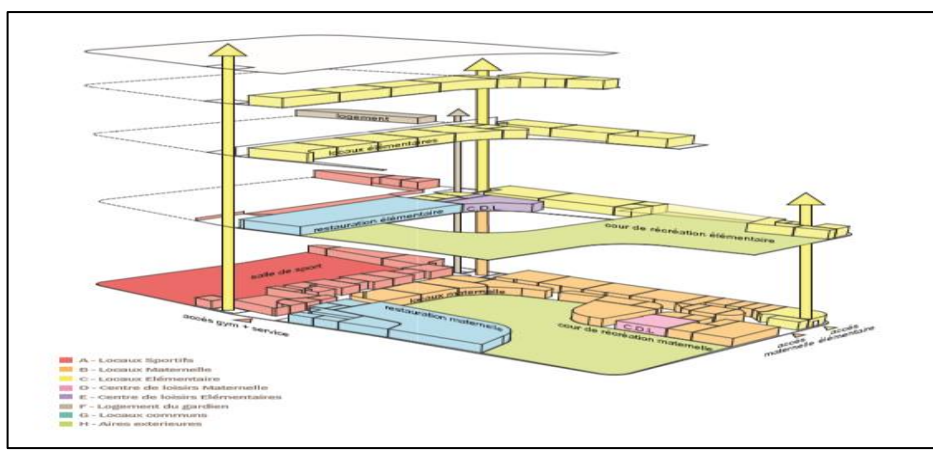 logement
locaux élémentaires
C.D.L
restauration élémentaire
cour de récréation élémentaire
salle de sport
locaux maternelle
restauration maternelle
accès gym + service
C.D.L
cour de récréation maternelle
accès
maternelle
accès
élémentaire
A - Locaux Sportifs
B - Locaux Maternelle
C - Locaux Elémentaire
D - Centre de loisirs Maternelle
E - Centre de loisirs Elémentaires
F - Logement du gardien
G - Locaux communs
H - Aires extérieures